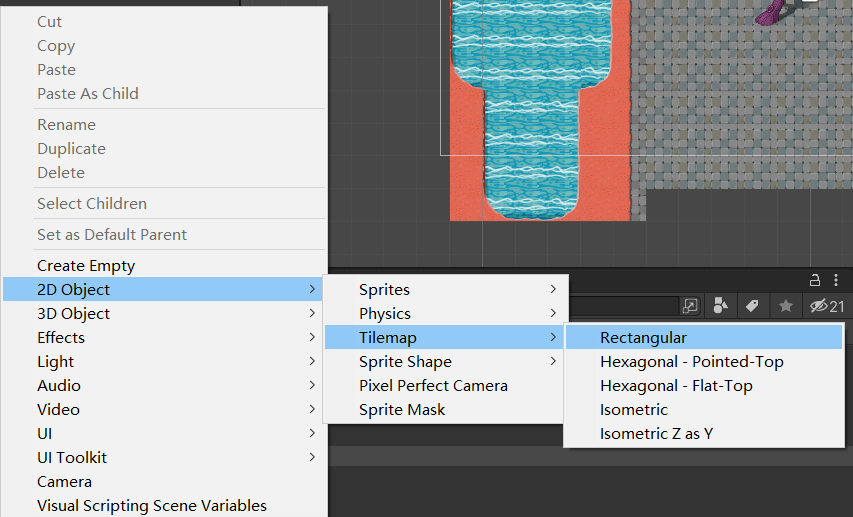 Cut
Copy
Paste
Paste As Child
Rename
Duplicate
Delete
Select Children
Set as Default Parent
Create Empty
2D Object
3D Object
Effects
Light
Audio
Video
UI
UI Toolkit
Camera
Visual Scripting Scene Variables
Sprites
Physics
Tilemap
Sprite Shape
Pixel Perfect Camera
Sprite Mask
21
Rectangular
Hexagonal - Pointed-Top
Hexagonal - Flat-Top
Isometric
Isometric Z as Y